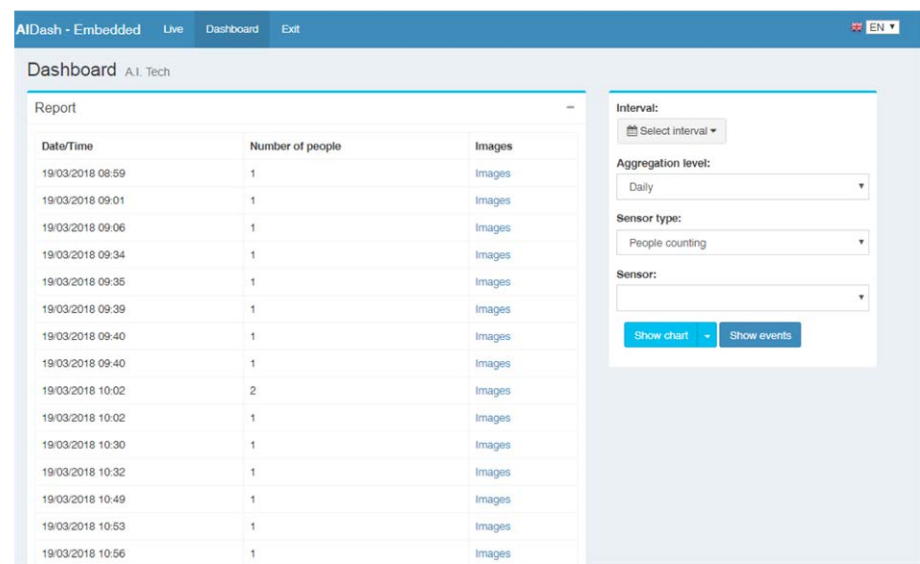 AIDash - Embedded Live Dashboard Exit EN
Dashboard A.I. Tech
Report
Date/Time Number of people Images
19/03/2018 08:59 1 Images
19/03/2018 09:01 1 Images
19/03/2018 09:06 1 Images
19/03/2018 09:34 1 Images
19/03/2018 09:35 1 Images
19/03/2018 09:39 1 Images
19/03/2018 09:40 1 Images
19/03/2018 09:40 1 Images
19/03/2018 10:02 2 Images
19/03/2018 10:02 1 Images
19/03/2018 10:30 1 Images
19/03/2018 10:32 1 Images
19/03/2018 10:49 1 Images
19/03/2018 10:53 1 Images
19/03/2018 10:56 1 Images
Interval:
Select interval
Aggregation level:
Daily
Sensor type:
People counting
Sensor:
Show chart Show events